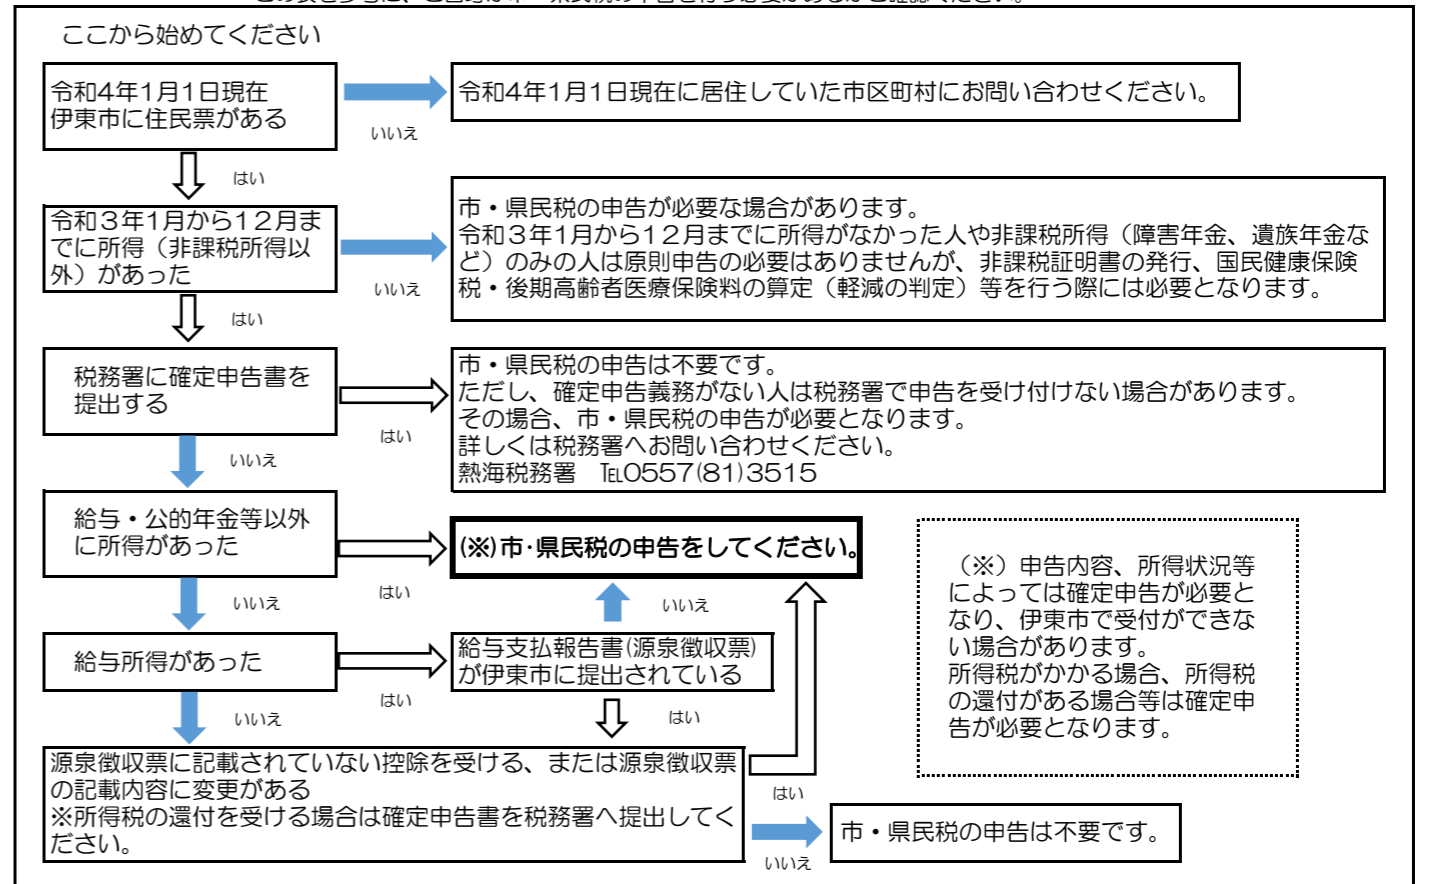 ここから始めてください
令和4年1月1日現在
伊東市に住民票がある
いいえ
令和4年1月1日現在に居住していた市区町村にお問い合わせください。
はい
令和3年1月から12月ま
でに所得（非課税所得以
外）があった
いいえ
市・県民税の申告が必要な場合があります。
令和3年1月から12月までに所得がなかった人や非課税所得（障害年金、遺族年金な
ど）のみの人は原則申告の必要はありませんが、非課税証明書の発行、国民健康保険
税・後期高齢者医療保険料の算定（軽減の判定）等を行う際には必要となります。
はい
税務署に確定申告書を
提出する
はい
市・県民税の申告は不要です。
ただし、確定申告義務がない人は税務署で申告を受け付けない場合があります。
その場合、市・県民税の申告が必要となります。
詳しくは税務署へお問い合わせください。
熱海税務署　℡0557(81)3515
いいえ
給与・公的年金等以外
に所得があった
はい
(※)市・県民税の申告をしてください。
いいえ
いいえ
給与所得があった
はい
給与支払報告書(源泉徴収票)
が伊東市に提出されている
いいえ
はい
源泉徴収票に記載されていない控除を受ける、または源泉徴収票
の記載内容に変更がある
※所得税の還付を受ける場合は確定申告書を税務署へ提出してく
ださい。
はい
いいえ
市・県民税の申告は不要です。
（※）申告内容、所得状況等
によっては確定申告が必要と
なり、伊東市で受付ができな
い場合があります。
所得税がかかる場合、所得税
の還付がある場合等は確定申
告が必要となります。